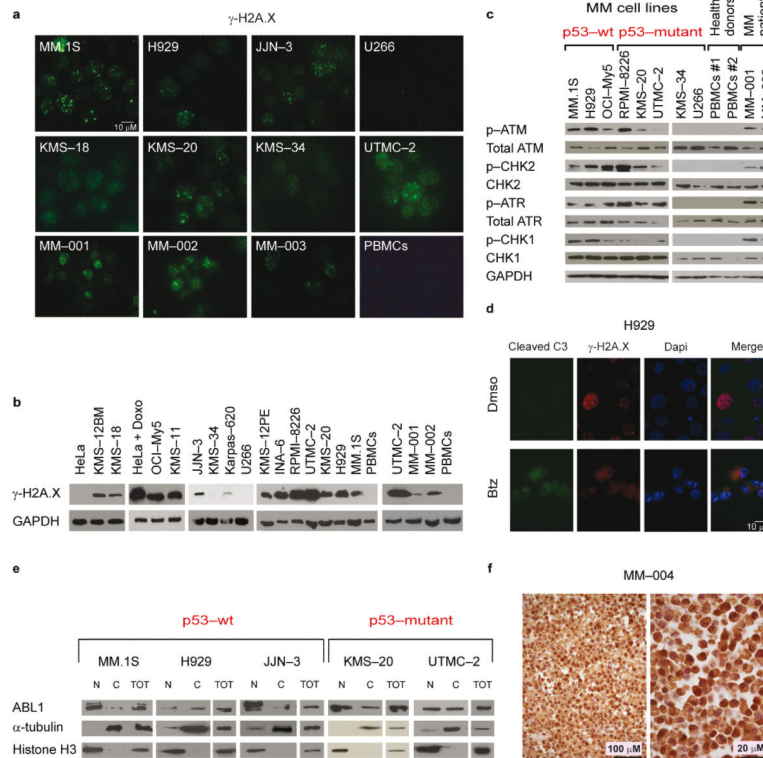 a
γ-H2A.X
MM.1S H929 JJN–3 U266
10 μM
KMS–18 KMS–20 KMS–34 UTMC–2
MM–001 MM–002 MM–003 PBMCs
b
HeLa KMS–12BM KMS–18 HeLa + Doxo OCI–My5 KMS–11 JJN–3 KMS–34 Karpas–620 U266 KMS–12PE INA–6 RPMI–8226 UTMC–2 KMS–20 H929 MM.1S PBMCs UTMC–2 MM–001 MM–002 PBMCs
γ-H2A.X
GAPDH
c
MM cell lines
p53–wt p53–mutant
donors
MM
MM.1S H929 OCI–My5 RPMI–8226 KMS–20 UTMC–2 KMS–34 U266 PBMCs #1 PBMCs #2 MM–001
p–ATM
Total ATM
p–CHK2
CHK2
p–ATR
Total ATR
p–CHK1
CHK1
GAPDH
d
H929
Cleaved C3 γ-H2A.X Dapi Merge
Dmso
Btz
10
e
p53–wt p53–mutant
MM.1S H929 JJN–3 KMS–20 UTMC–2
N C TOT N C TOT N C TOT N C TOT N C TOT
ABL1
α-tubulin
Histone H3
f
MM–004
100 μM 20 μM